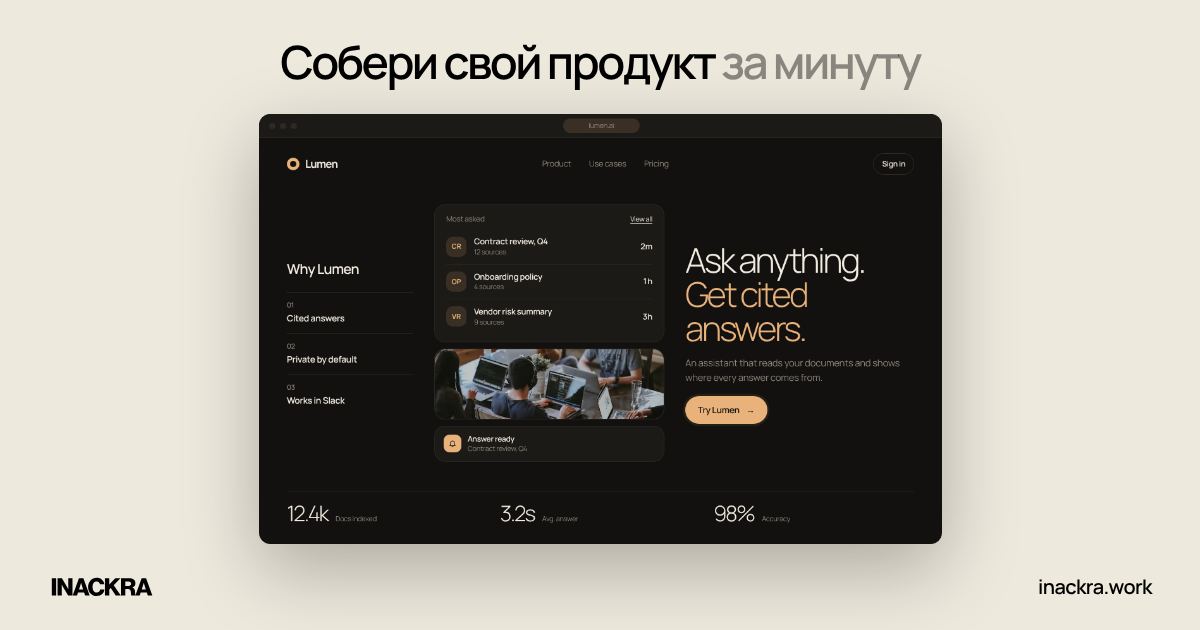 Собери свой продукт за минуту
lumen.ai
Lumen
Product
Use cases
Pricing
Sign in
Why Lumen
01
Cited answers
02
Private by default
03
Works in Slack
Most asked
View all
CR
Contract review, Q4
12 sources
2m
OP
Onboarding policy
4 sources
1h
VR
Vendor risk summary
9 sources
3h
Answer ready
Contract review, Q4
Ask anything.
Get cited
answers.
An assistant that reads your documents and shows
where every answer comes from.
Try Lumen →
12.4k Docs indexed
3.2s Avg. answer
98% Accuracy
INACKRA
inackra.work